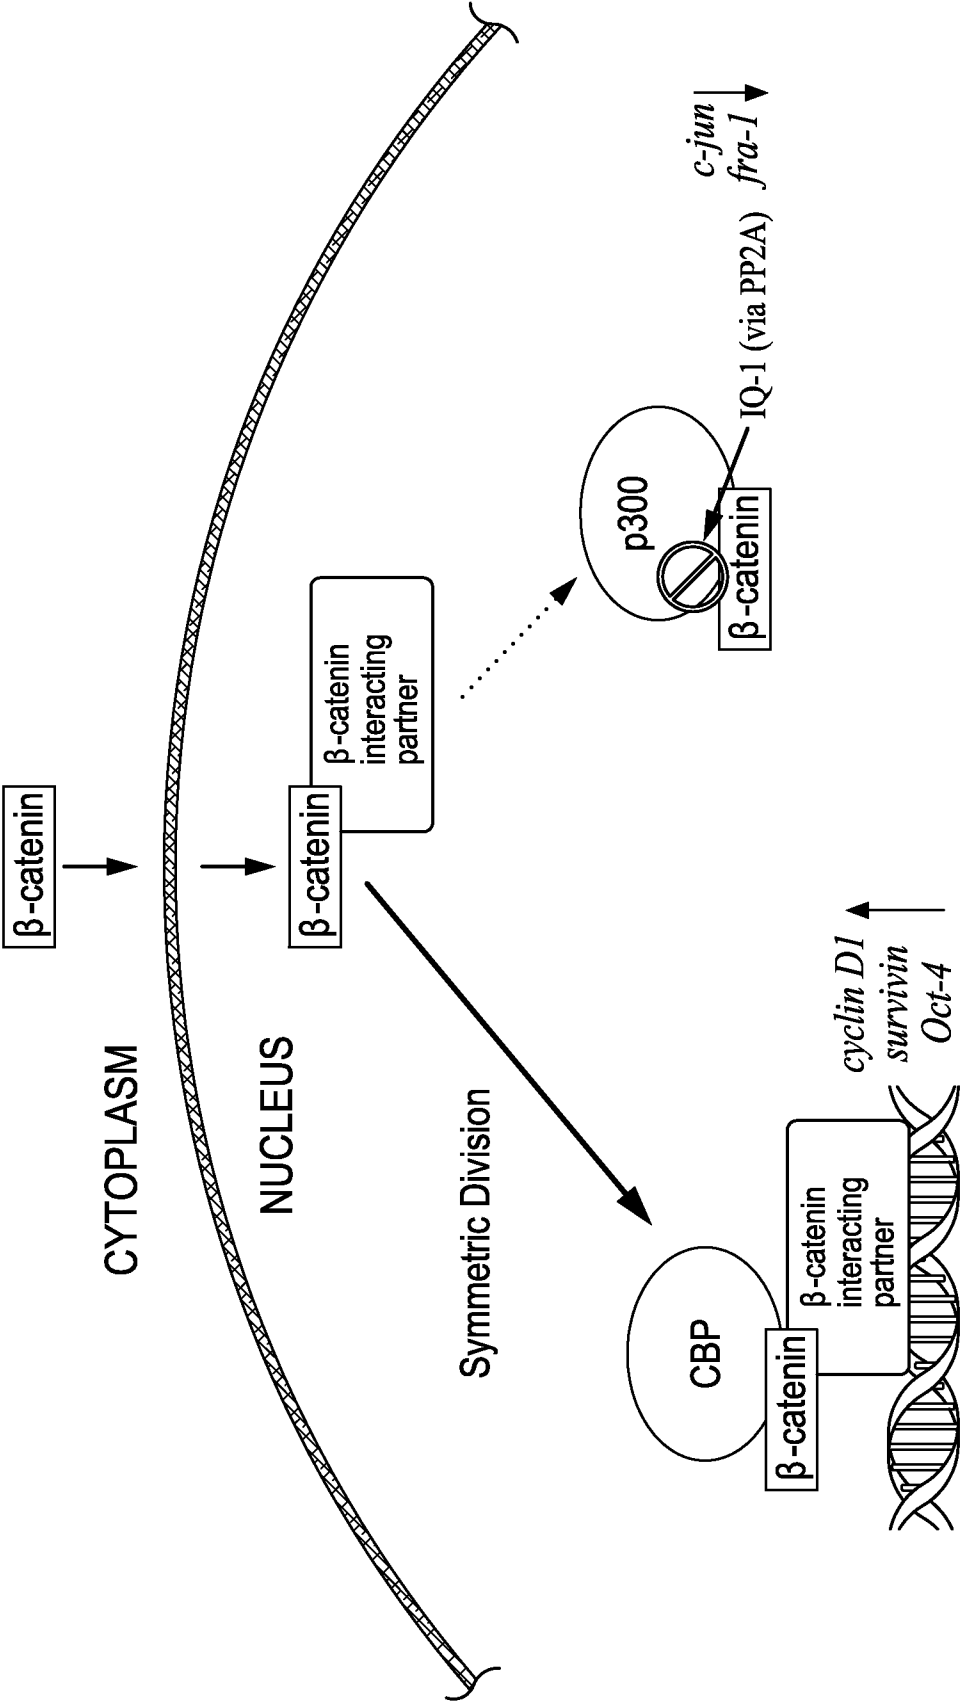 β-catenin
CYTOPLASM
NUCLEUS
β-catenin
β-catenin
interacting
partner
Symmetric Division
CBP
β-catenin
β-catenin
interacting
partner
cyclin D1
survivin
Oct-4
p300
β-catenin
IQ-1 (via PP2A)
c-jun
fra-1